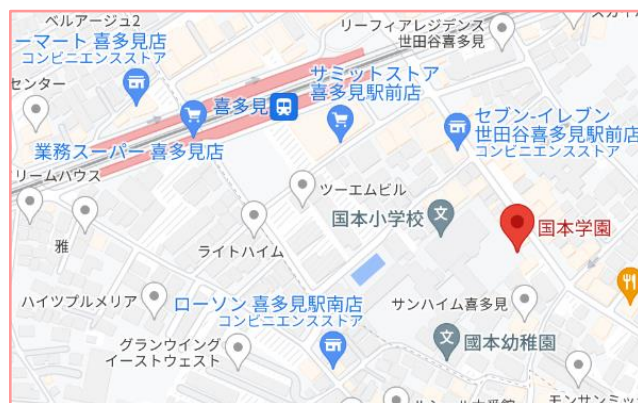 ベルアージュ2
リーフィアレジデンス
世田谷喜多見
ーマート 喜多見店
コンビニエンスストア
センター
喜多見
サミットストア
喜多見駅前店
セブン-イレブン
世田谷喜多見駅前店
コンビニエンスストア
業務スーパー 喜多見店
リームハウス
ツーエムビル
国本小学校
国本学園
雅
ライトハイム
ハイツプルメリア
ローソン 喜多見駅南店
コンビニエンスストア
サンハイム喜多見
グランウイング
イーストウェスト
國本幼稚園
モンサンミッ